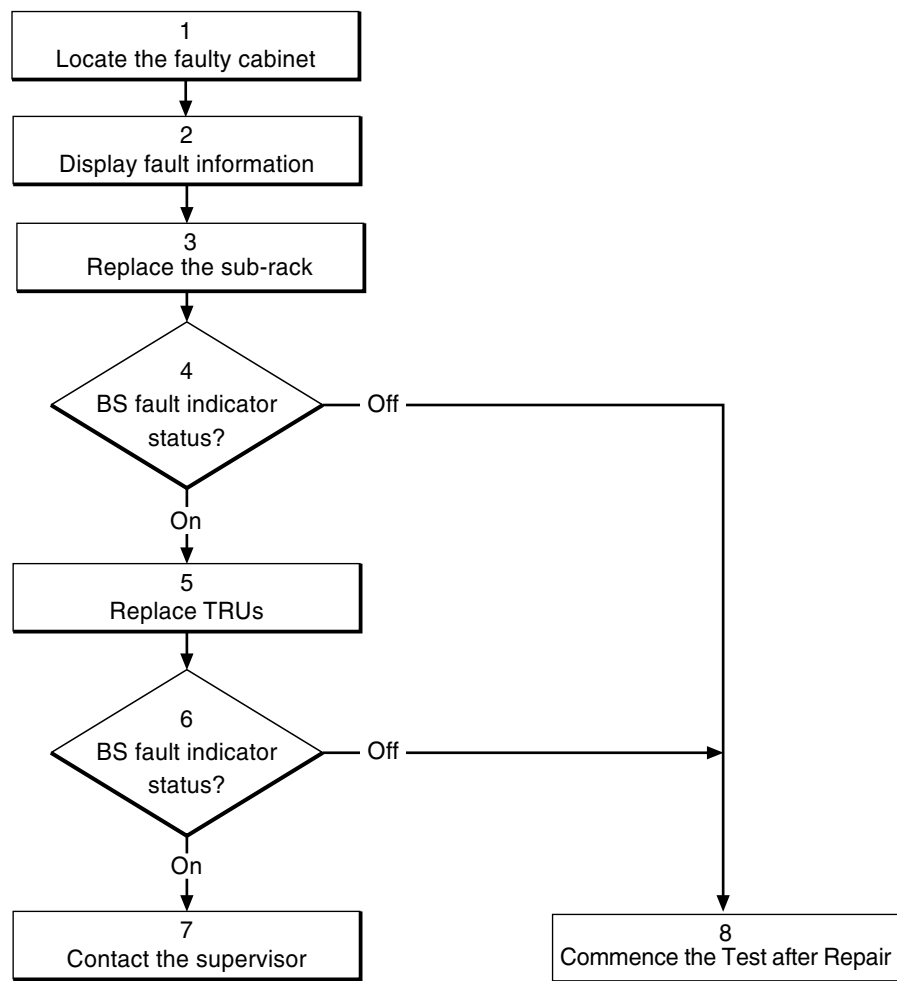 1
Locate the faulty cabinet
2
Display fault information
3
Replace the sub-rack
4
BS fault indicator
status?
Off
On
5
Replace TRUs
6
BS fault indicator
status?
Off
On
7
Contact the supervisor
8
Commence the Test after Repair